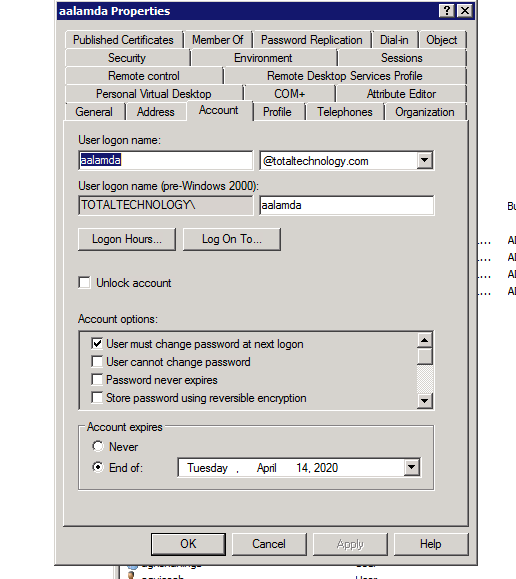 aalamda Properties
Published Certificates Member Of Password Replication Dial-in Object
Security Environment Sessions
Remote control Remote Desktop Services Profile
Personal Virtual Desktop COM+ Attribute Editor
General Address Account Profile Telephones Organization
User logon name:
aalamda @totaltechnology.com
User logon name (pre-Windows 2000):
TOTALTECHNOLOGY\ aalamda
Logon Hours... Log On To...
Unlock account
Account options:
User must change password at next logon
User cannot change password
Password never expires
Store password using reversible encryption
Account expires
Never
End of: Tuesday , April 14, 2020
OK Cancel Apply Help